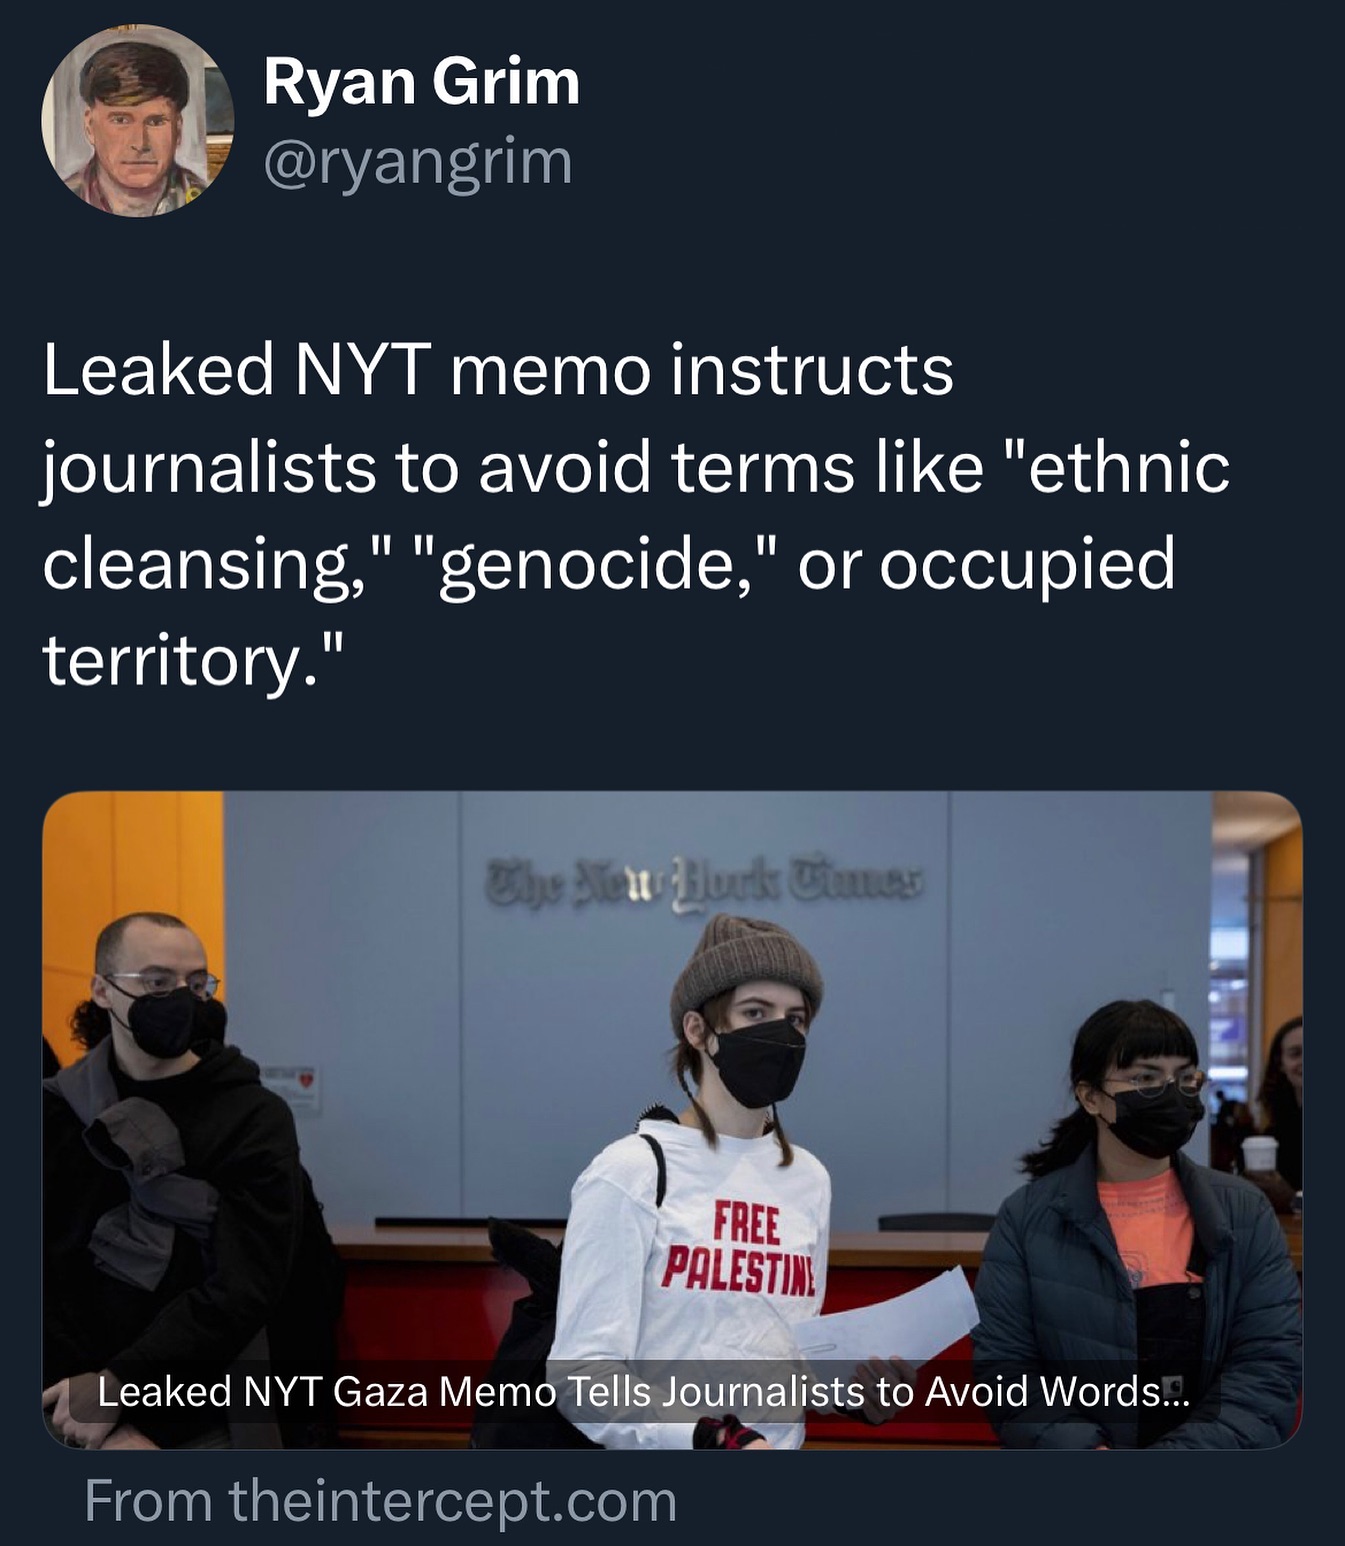 Ryan Grim
@ryangrim
Leaked NYT memo instructs
journalists to avoid terms like "ethnic
cleansing," "genocide," or occupied
territory."
The New York Times
FREE
PALESTINE
Leaked NYT Gaza Memo Tells Journalists to Avoid Words...
From theintercept.com